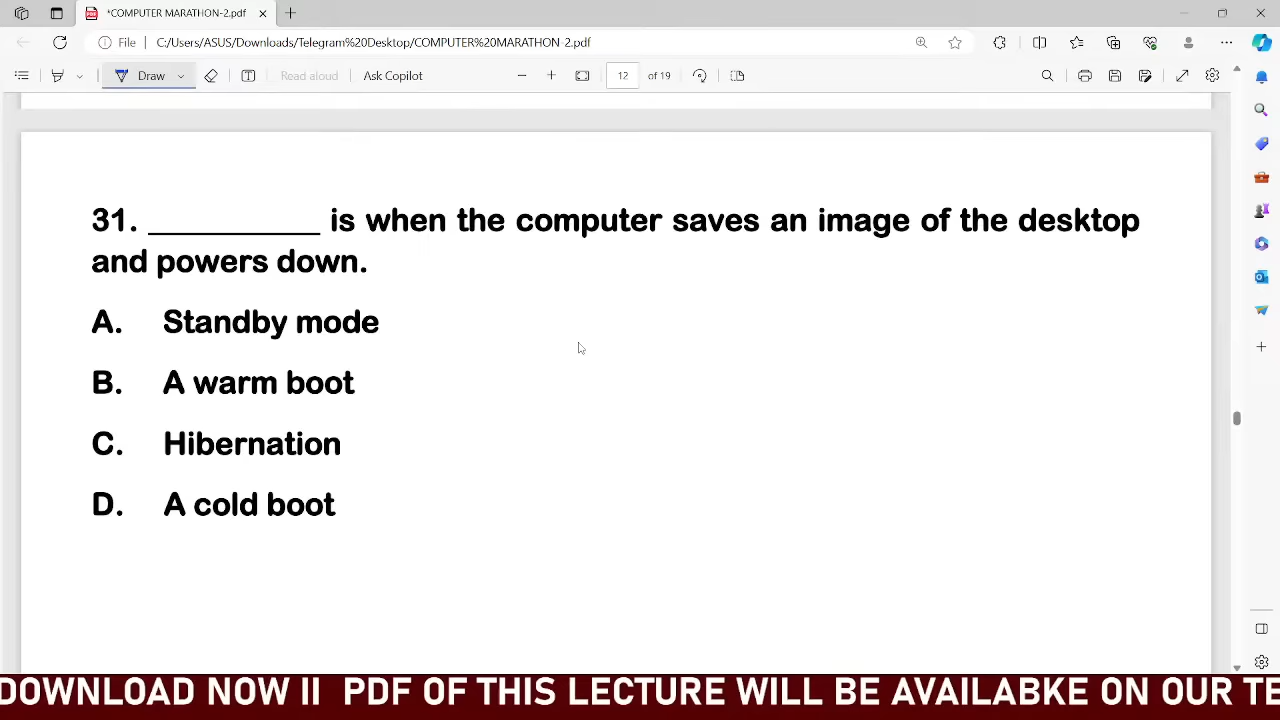 *COMPUTER MARATHON-2.pdf
File C:/Users/ASUS/Downloads/Telegram%20Desktop/COMPUTER%20MARATHON-2.pdf
Draw Read aloud Ask Copilot 12 of 19
31. __________ is when the computer saves an image of the desktop
and powers down.
A. Standby mode
B. A warm boot
C. Hibernation
D. A cold boot
DOWNLOAD NOW II PDF OF THIS LECTURE WILL BE AVAILABKE ON OUR TE